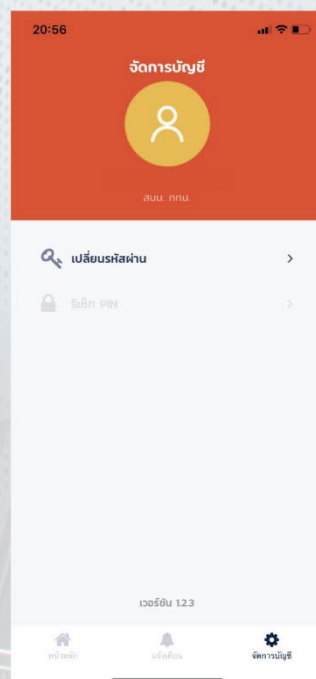 20:56
จัดการบัญชี
สบม. กทม.
เปลี่ยนรหัสผ่าน
รีเซ็ท PIN
เวอร์ชัน 1.2.3
หน้าหลัก
แจ้งเตือน
จัดการบัญชี